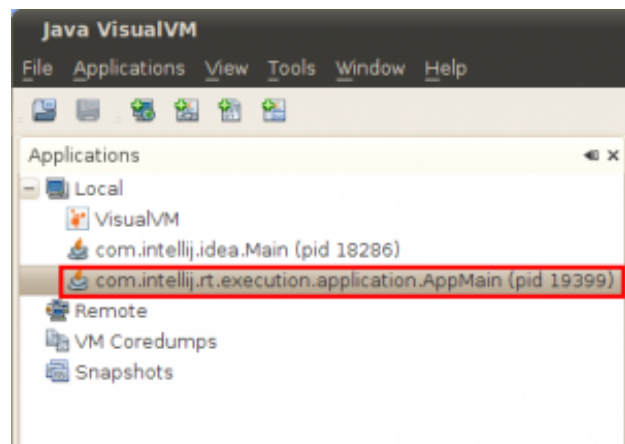 Java VisualVM
File Applications View Tools Window Help
Applications
Local
VisualVM
com.intellij.idea.Main (pid 18286)
com.intellij.rt.execution.application.AppMain (pid 19399)
Remote
VM Coredumps
Snapshots